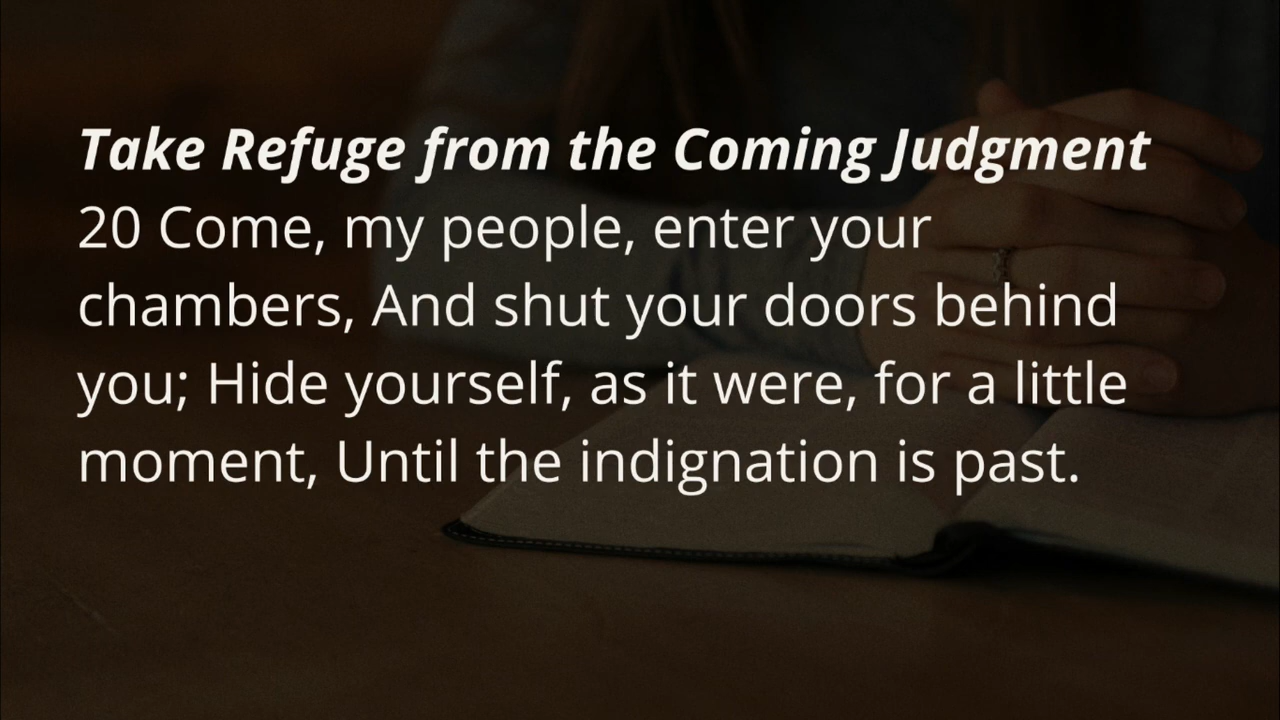 Take Refuge from the Coming Judgment
20 Come, my people, enter your
chambers, And shut your doors behind
you; Hide yourself, as it were, for a little
moment, Until the indignation is past.